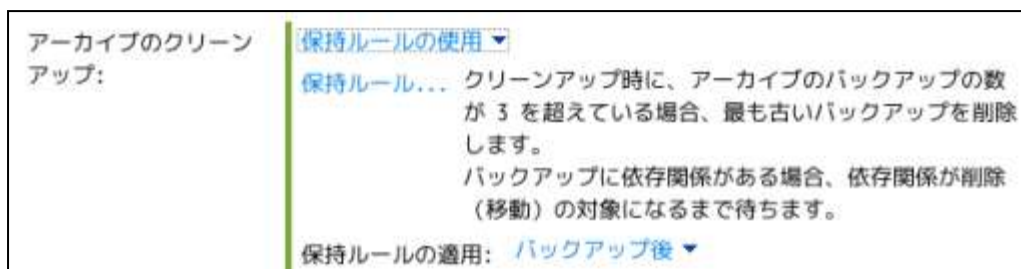 アーカイブのクリーン
アップ:
保持ルールの使用
保持ルール...
クリーンアップ時に、アーカイブのバックアップの数
が 3 を超えている場合、最も古いバックアップを削除
します。
バックアップに依存関係がある場合、依存関係が削除
（移動）の対象になるまで待ちます。
保持ルールの適用: バックアップ後